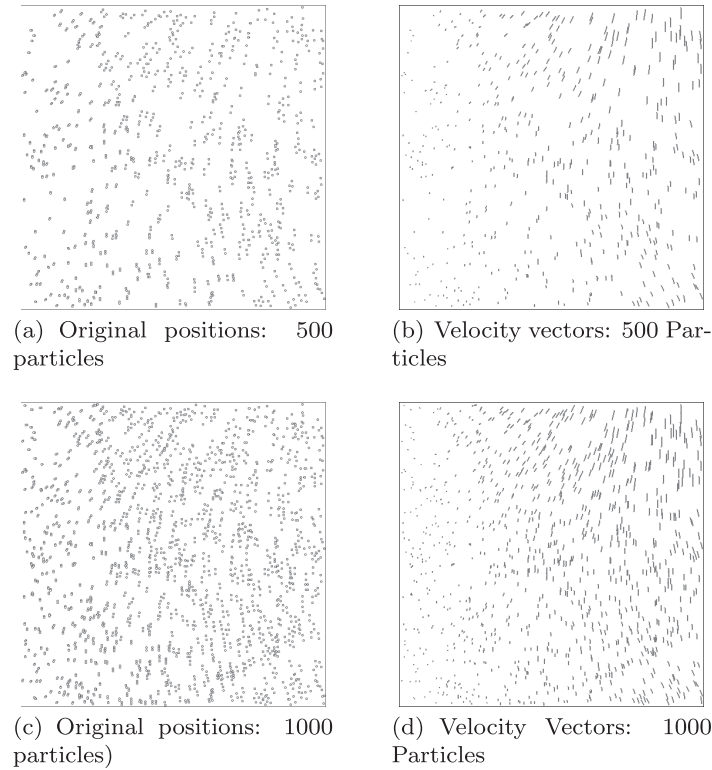 (a) Original positions: 500
particles
(b) Velocity vectors: 500 Par-
ticles
(c) Original positions: 1000
particles)
(d) Velocity Vectors: 1000
Particles